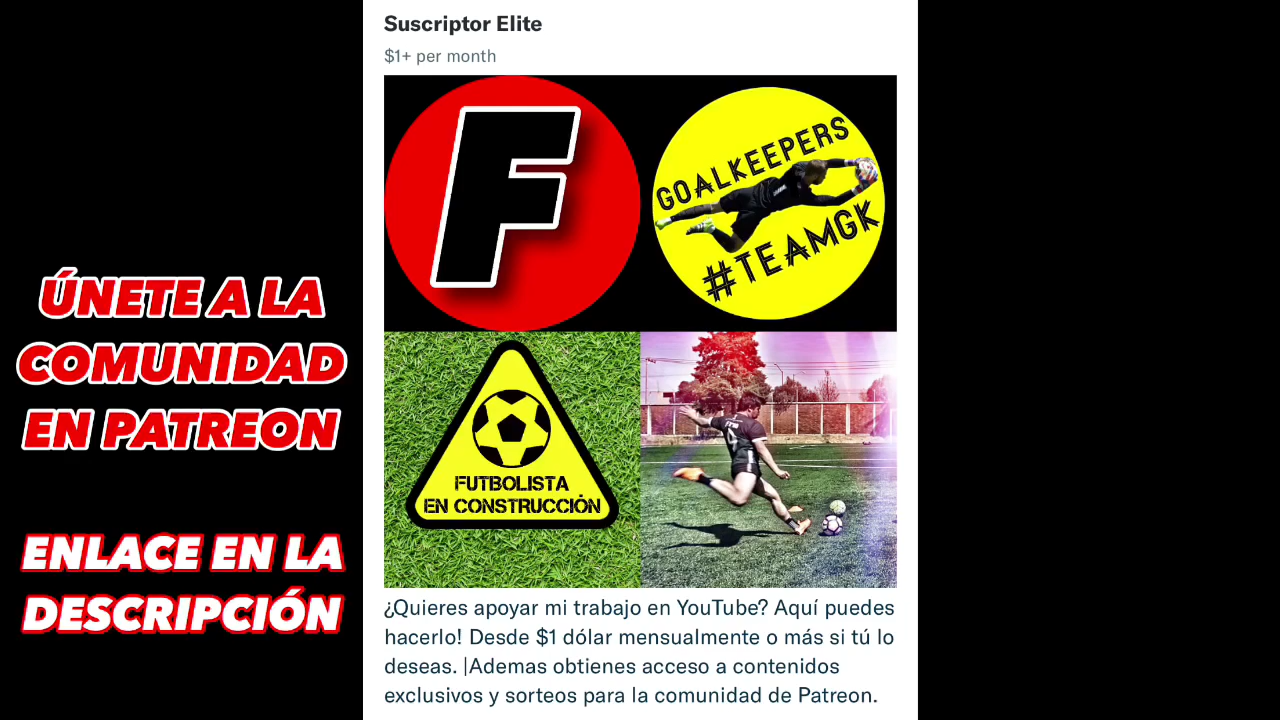 ÚNETE A LA
COMUNIDAD
EN PATREON
ENLACE EN LA
DESCRIPCIÓN
Suscriptor Elite
$1+ per month
F
GOALKEEPERS
#TEAMGK
FUTBOLISTA
EN CONSTRUCCIÓN
¿Quieres apoyar mi trabajo en YouTube? Aquí puedes
hacerlo! Desde $1 dólar mensualmente o más si tú lo
deseas. |Ademas obtienes acceso a contenidos
exclusivos y sorteos para la comunidad de Patreon.